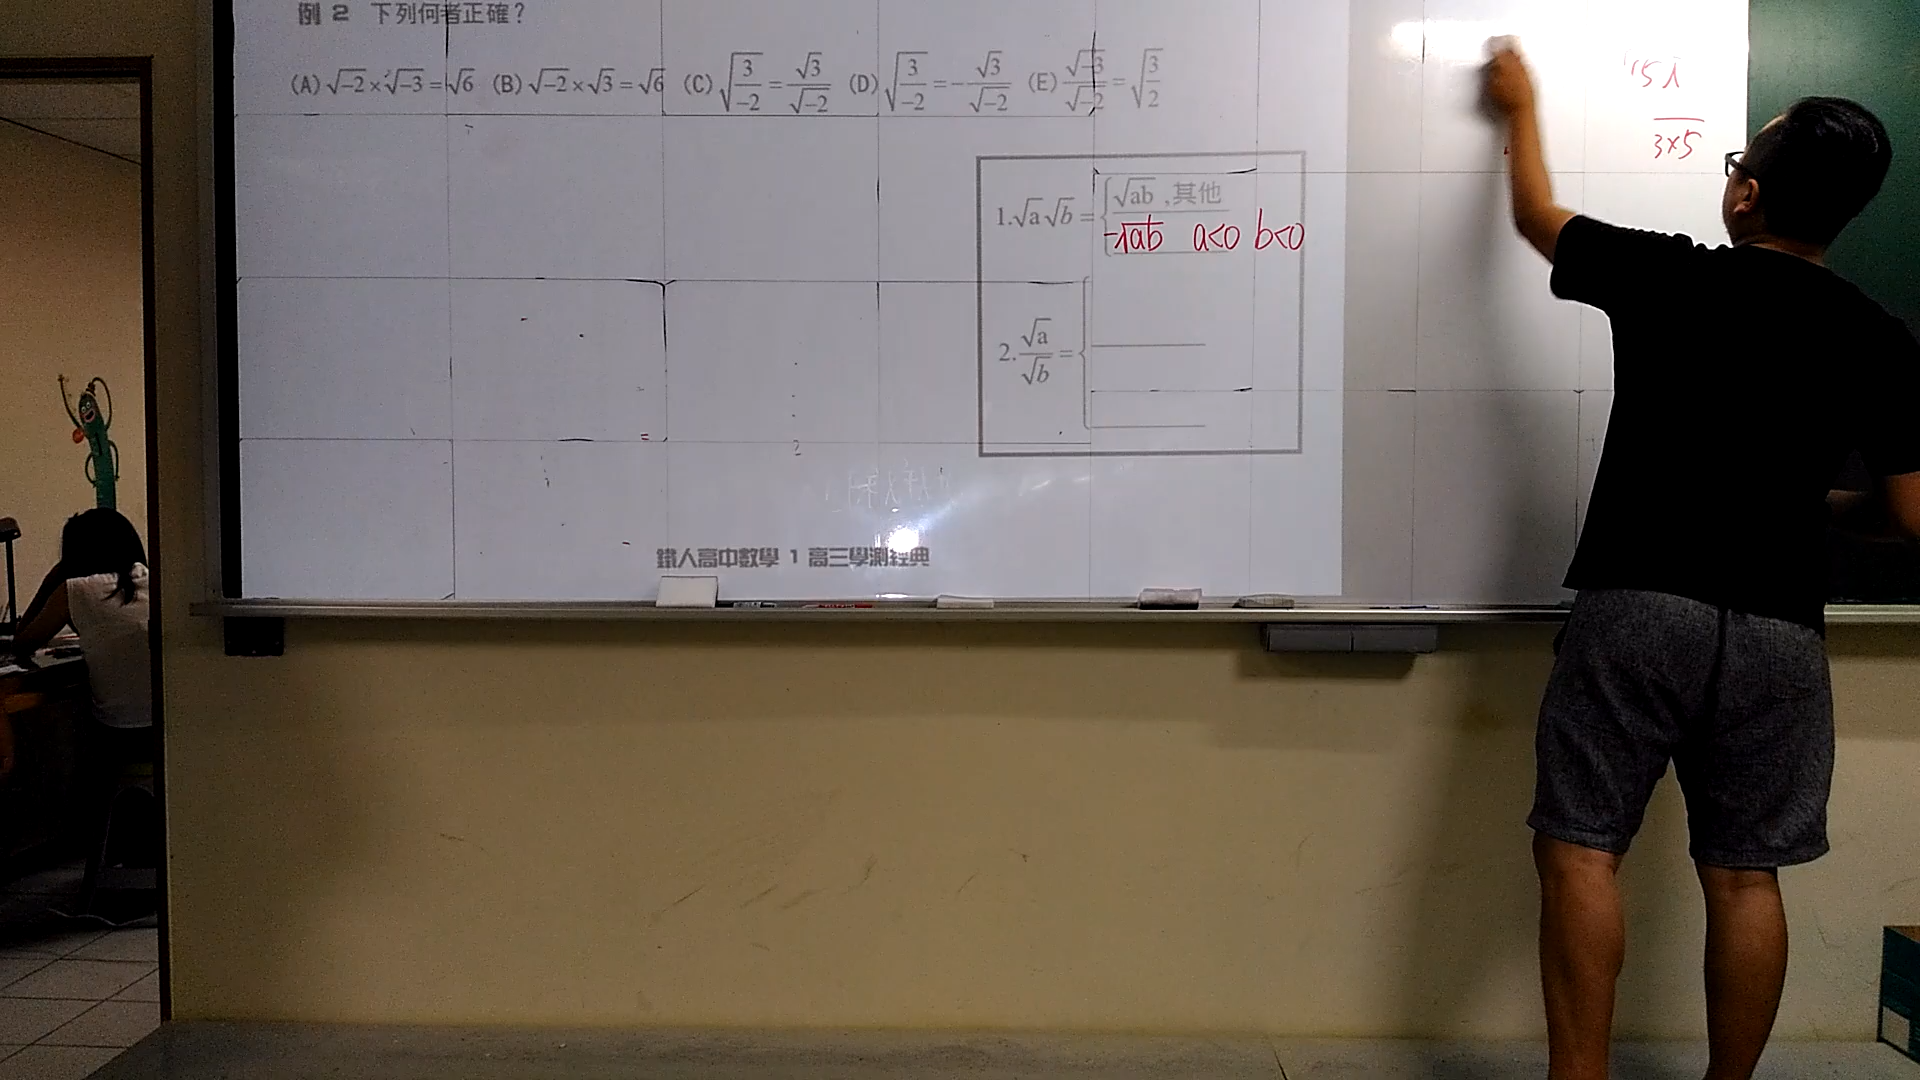 例 2 下列何者正確?
(A) √-2 × √-3 = √6 (B) √-2 × √3 = √6 (C) √(3/-2) = √3/√-2 (D) √(3/-2) = -√3/√-2 (E) √-3/√-2 = √(3/2)
15i
3×5
1. √a √b = { √ab , 其他
-√ab a<0 b<0
2. √a/√b = {
鐵人高中數學 1 高三學測經典